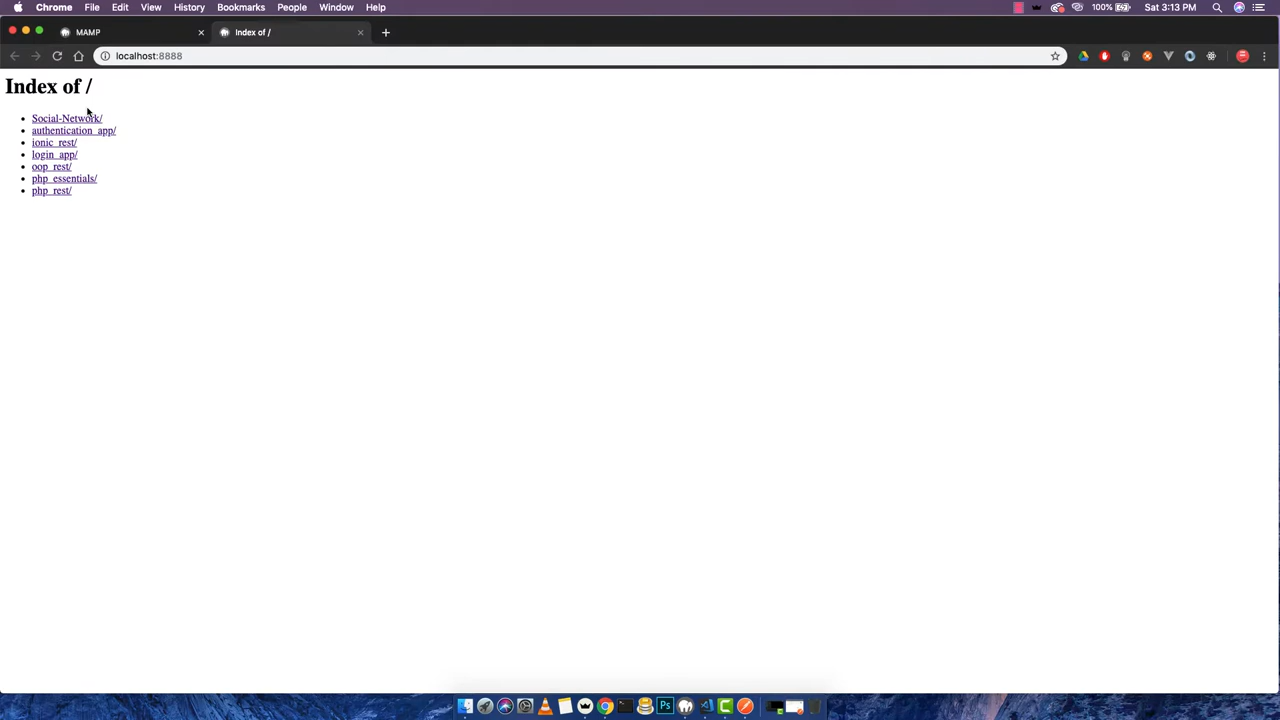 Chrome File Edit View History Bookmarks People Window Help 100% Sat 3:13 PM
MAMP Index of /
localhost:8888
Index of /
Social-Network/
authentication_app/
ionic_rest/
login_app/
oop_rest/
php_essentials/
php_rest/
Ps